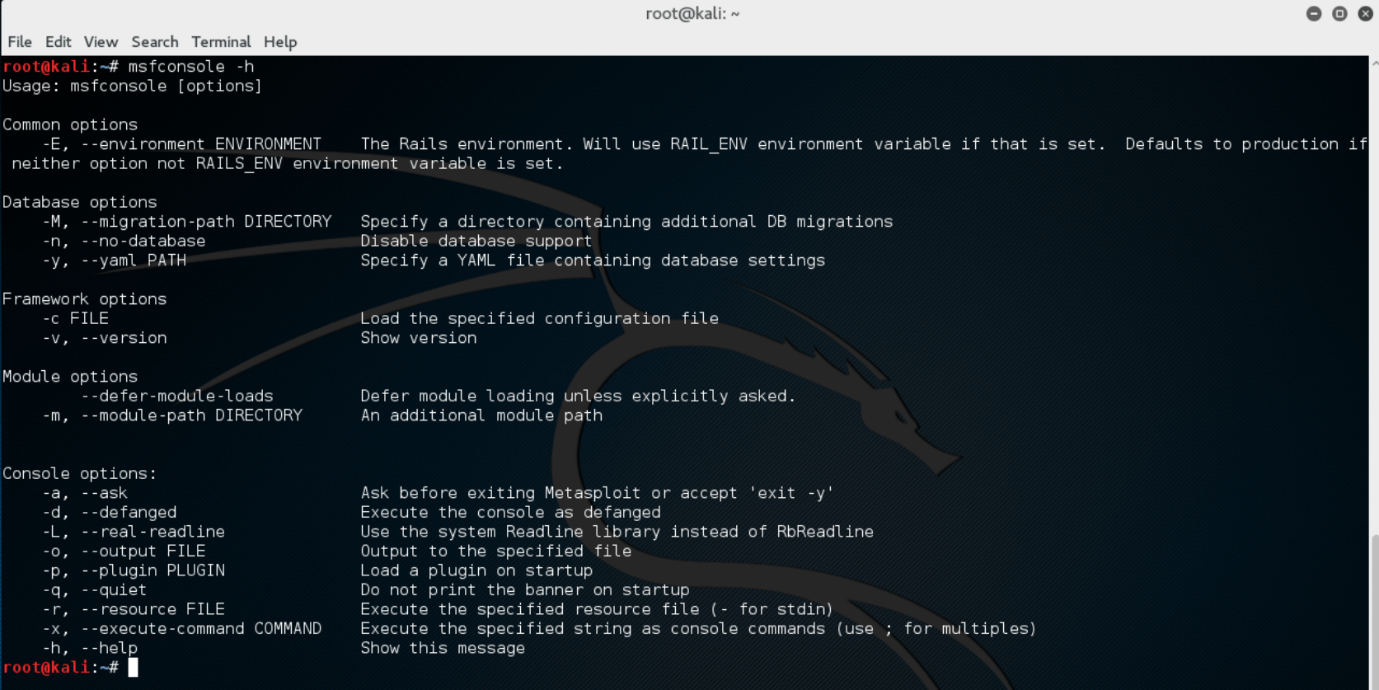 root@kali: ~
File Edit View Search Terminal Help
root@kali:~# msfconsole -h
Usage: msfconsole [options]
Common options
-E, --environment ENVIRONMENT The Rails environment. Will use RAIL_ENV environment variable if that is set. Defaults to production if
neither option not RAILS_ENV environment variable is set.
Database options
-M, --migration-path DIRECTORY Specify a directory containing additional DB migrations
-n, --no-database Disable database support
-y, --yaml PATH Specify a YAML file containing database settings
Framework options
-c FILE Load the specified configuration file
-v, --version Show version
Module options
--defer-module-loads Defer module loading unless explicitly asked.
-m, --module-path DIRECTORY An additional module path
Console options:
-a, --ask Ask before exiting Metasploit or accept 'exit -y'
-d, --defanged Execute the console as defanged
-L, --real-readline Use the system Readline library instead of RbReadline
-o, --output FILE Output to the specified file
-p, --plugin PLUGIN Load a plugin on startup
-q, --quiet Do not print the banner on startup
-r, --resource FILE Execute the specified resource file (- for stdin)
-x, --execute-command COMMAND Execute the specified string as console commands (use ; for multiples)
-h, --help Show this message
root@kali:~#